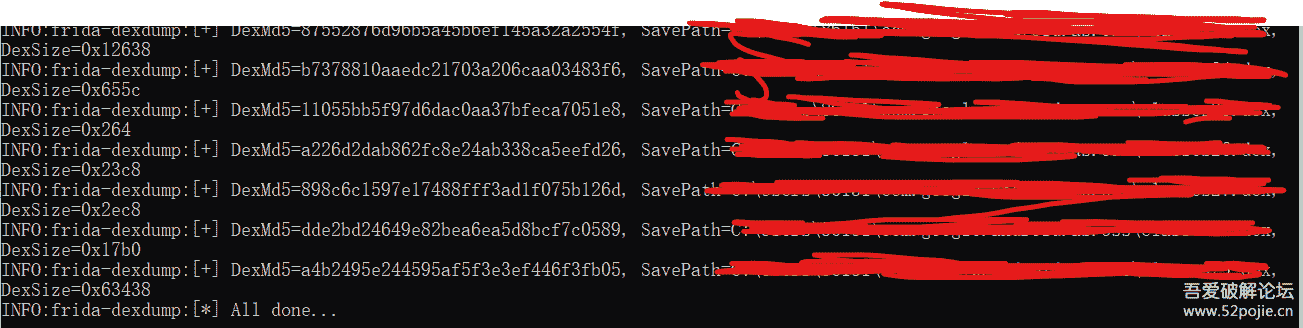 INFO:frida-dexdump:[+] DexMd5=87552876d96b5a45b6ef145a32a2554f, SavePath=
DexSize=0x12638
INFO:frida-dexdump:[+] DexMd5=b7378810aaedc21703a206caa03483f6, SavePath=
DexSize=0x655c
INFO:frida-dexdump:[+] DexMd5=11055bb5f97d6dac0aa37bfeca7051e8, SavePath=
DexSize=0x264
INFO:frida-dexdump:[+] DexMd5=a226d2dab862fc8e24ab338ca5eefd26, SavePath=
DexSize=0x23c8
INFO:frida-dexdump:[+] DexMd5=898c6c1597e17488fff3ad1f075b126d, SavePath=
DexSize=0x2ec8
INFO:frida-dexdump:[+] DexMd5=dde2bd24649e82bea6ea5d8bcf7c0589, SavePath=
DexSize=0x17b0
INFO:frida-dexdump:[+] DexMd5=a4b2495e244595af5f3e3ef446f3fb05, SavePath=
DexSize=0x63438
INFO:frida-dexdump:[*] All done...
吾爱破解论坛
www.52pojie.cn